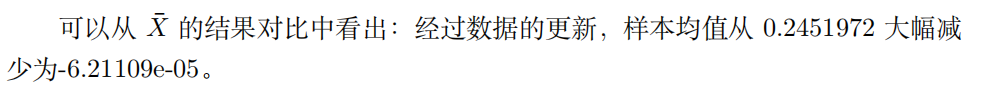 可以从 X̄ 的结果对比中看出：经过数据的更新，样本均值从 0.2451972 大幅减
少为-6.21109e-05。